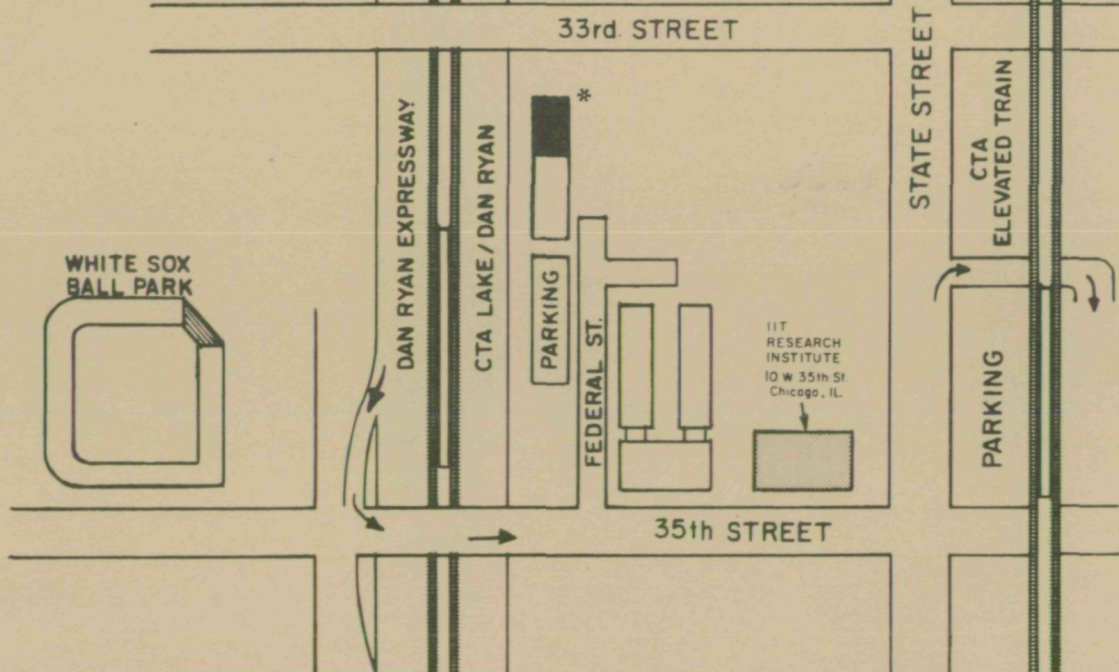 33rd. STREET
STATE STREET
*
CTA
ELEVATED TRAIN
DAN RYAN EXPRESSWAY
CTA LAKE/DAN RYAN
WHITE SOX
BALL PARK
PARKING
FEDERAL ST.
IIT
RESEARCH
INSTITUTE
10 W 35th St.
Chicago, IL.
PARKING
35th STREET